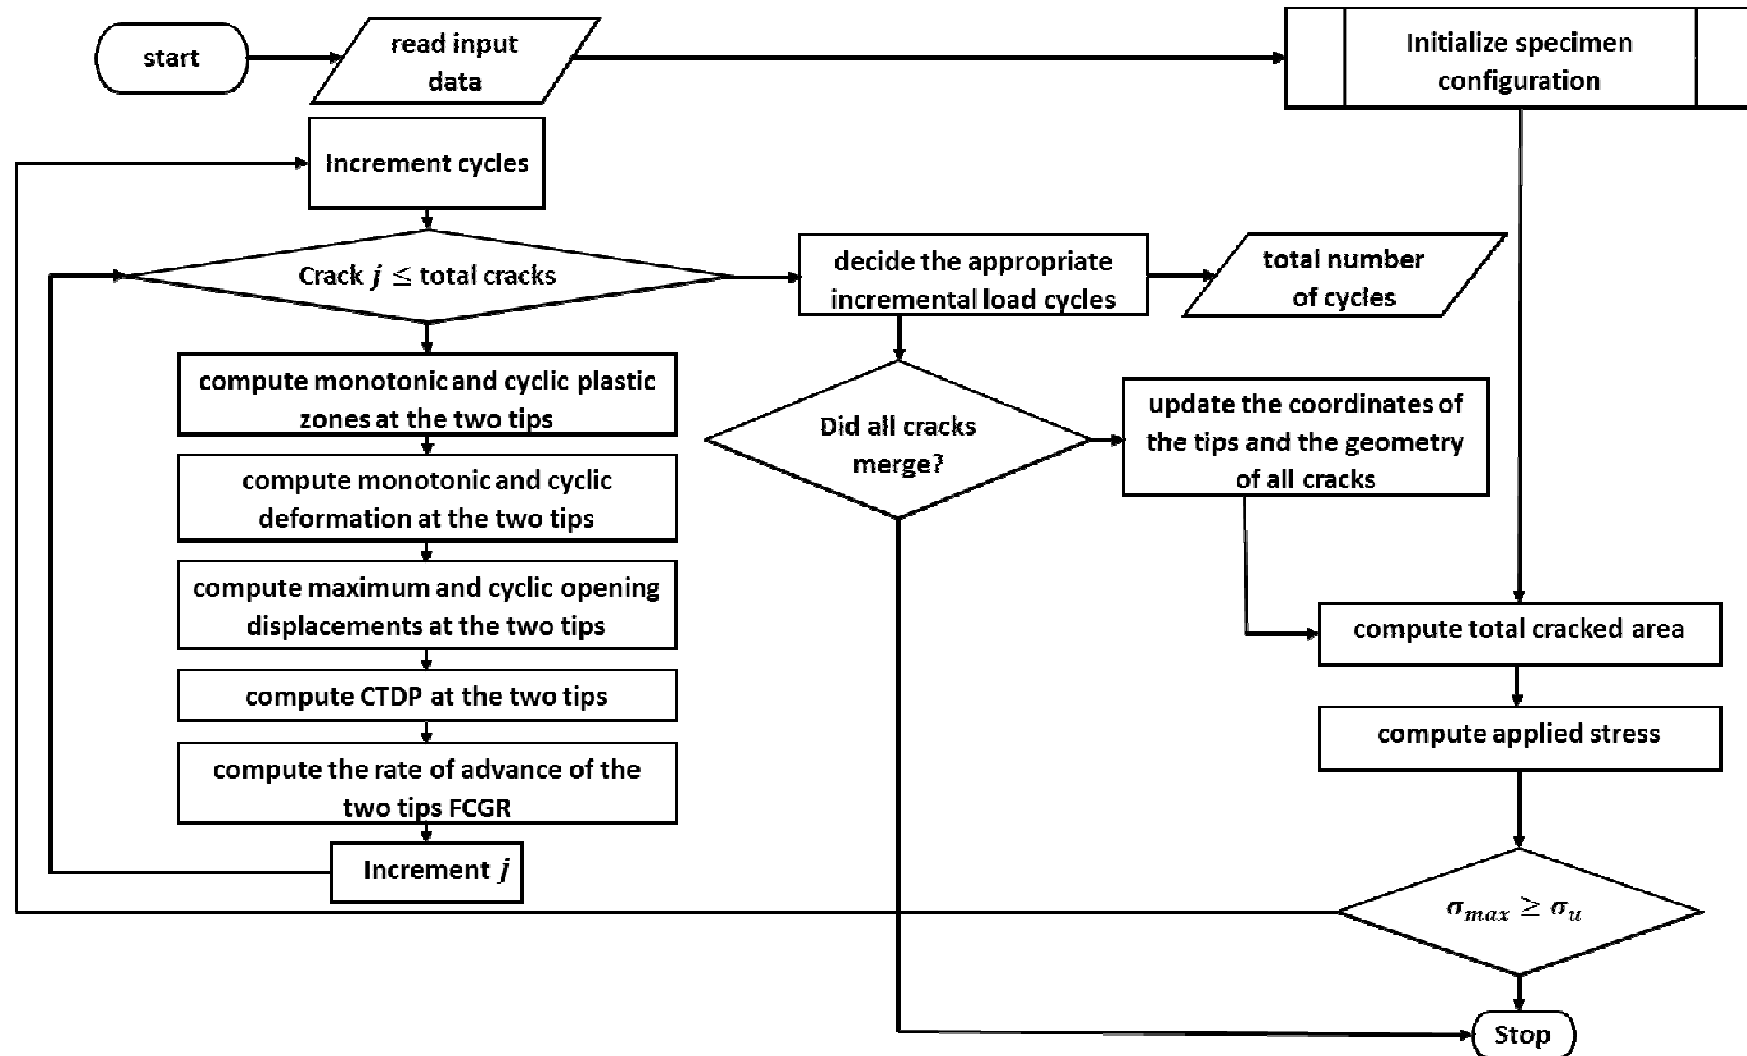 start
read input
data
Initialize specimen
configuration
Increment cycles
Crack j ≤ total cracks
decide the appropriate
incremental load cycles
total number
of cycles
compute monotonic and cyclic plastic
zones at the two tips
Did all cracks
merge?
update the coordinates of
the tips and the geometry
of all cracks
compute monotonic and cyclic
deformation at the two tips
compute maximum and cyclic opening
displacements at the two tips
compute total cracked area
compute CTDP at the two tips
compute applied stress
compute the rate of advance of the
two tips FCGR
Increment j
σmax ≥ σu
Stop